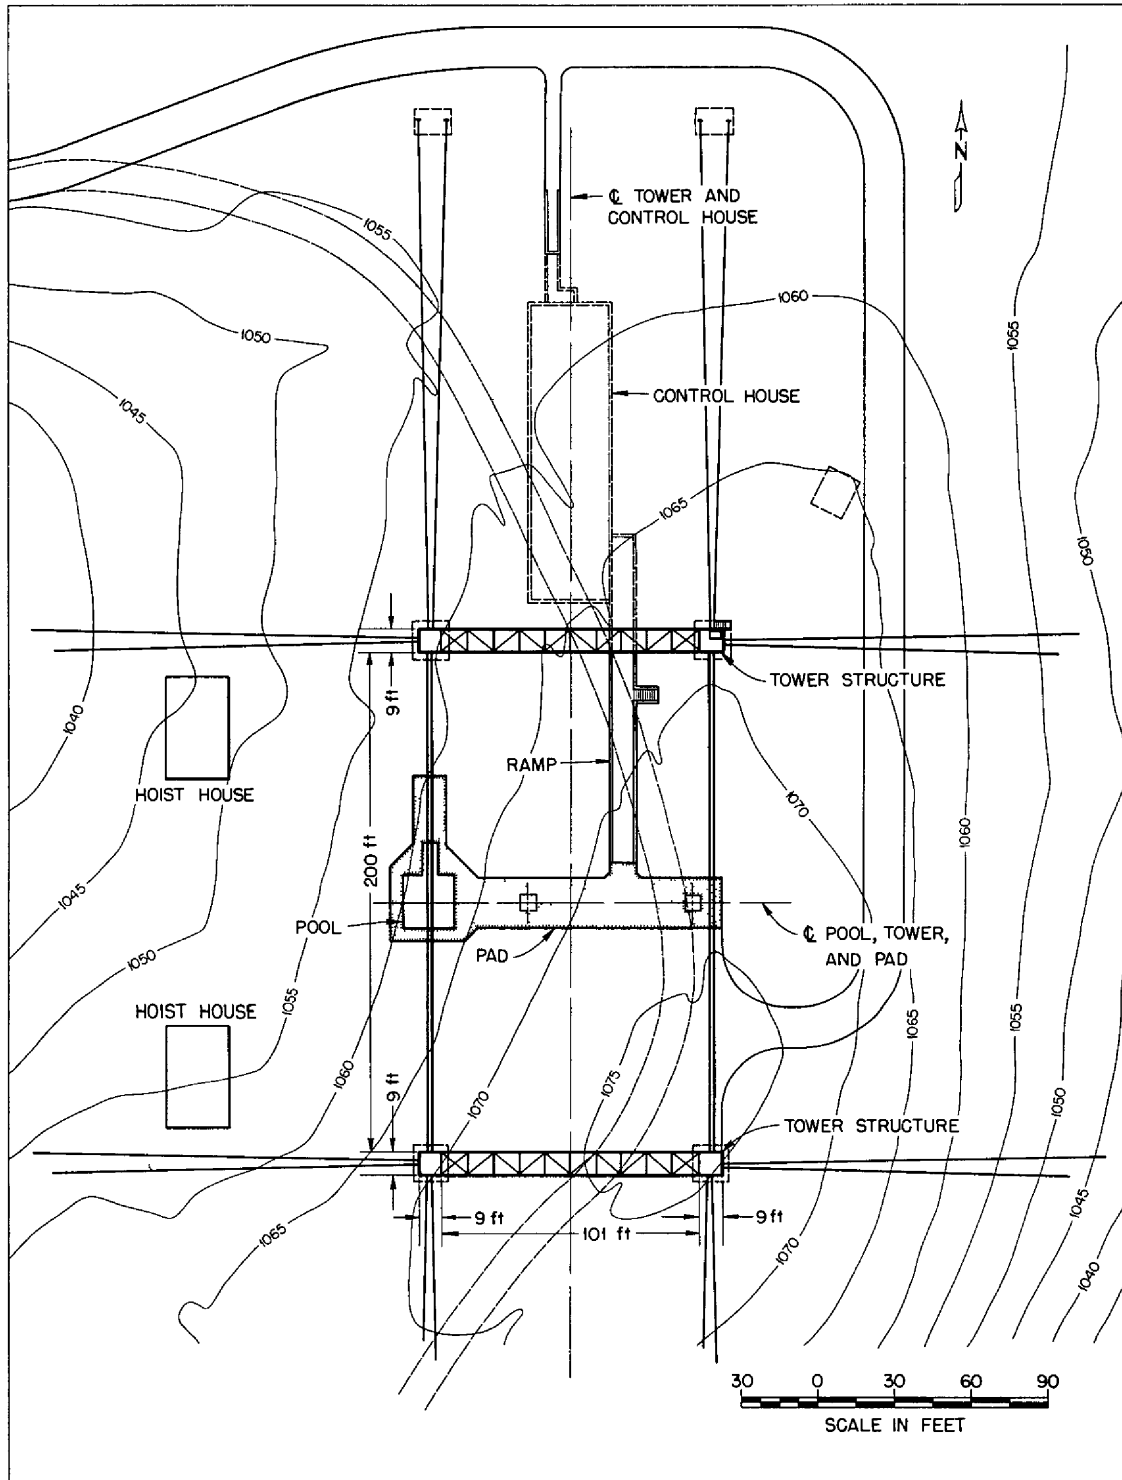 N
℄ TOWER AND
CONTROL HOUSE
1055
1060
1050
1055
CONTROL HOUSE
1045
1065
1050
1040
9 ft
TOWER STRUCTURE
RAMP
HOIST HOUSE
1070
1060
200 ft
1045
POOL
℄ POOL, TOWER,
AND PAD
PAD
1050
HOIST HOUSE
1055
1065
1055
1060
9 ft
1070
1075
1050
TOWER STRUCTURE
1045
9 ft
101 ft
9 ft
1065
1070
1040
30 0 30 60 90
SCALE IN FEET